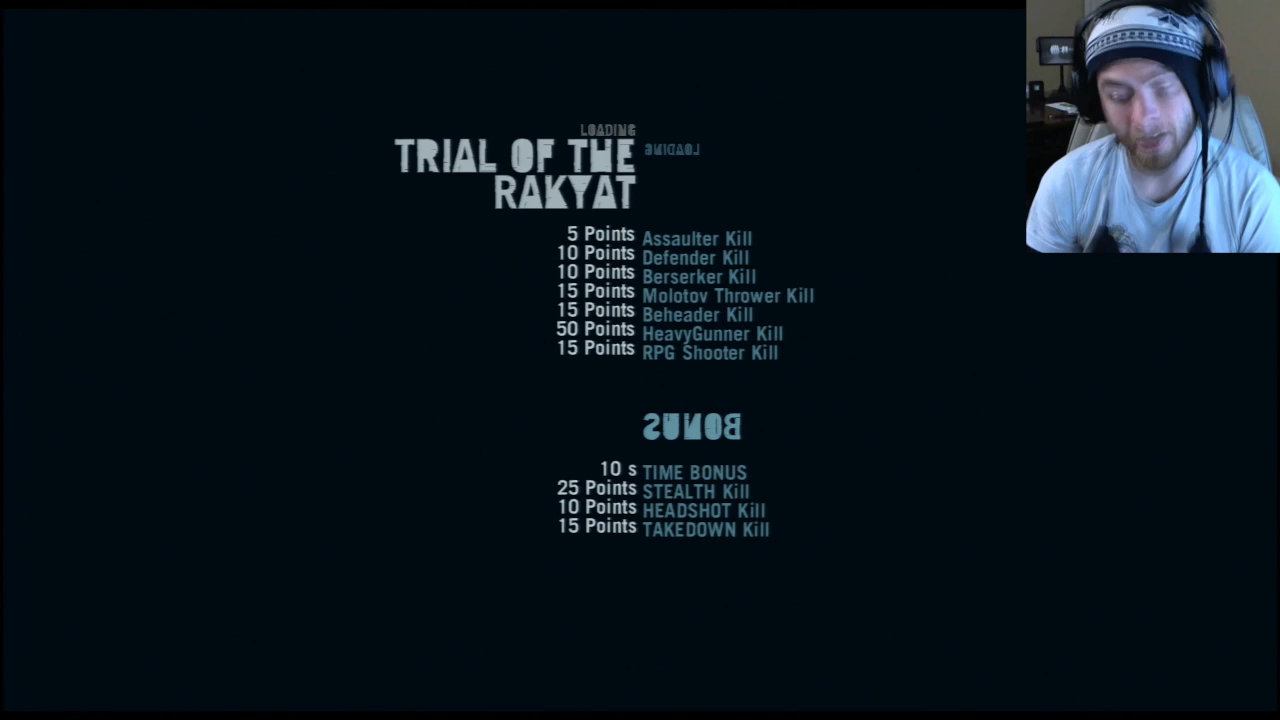 LOADING
TRIAL OF THE
LOADING
RAKYAT
5 Points Assaulter Kill
10 Points Defender Kill
10 Points Berserker Kill
15 Points Molotov Thrower Kill
15 Points Beheader Kill
50 Points HeavyGunner Kill
15 Points RPG Shooter Kill
BONUS
10 s TIME BONUS
25 Points STEALTH Kill
10 Points HEADSHOT Kill
15 Points TAKEDOWN Kill